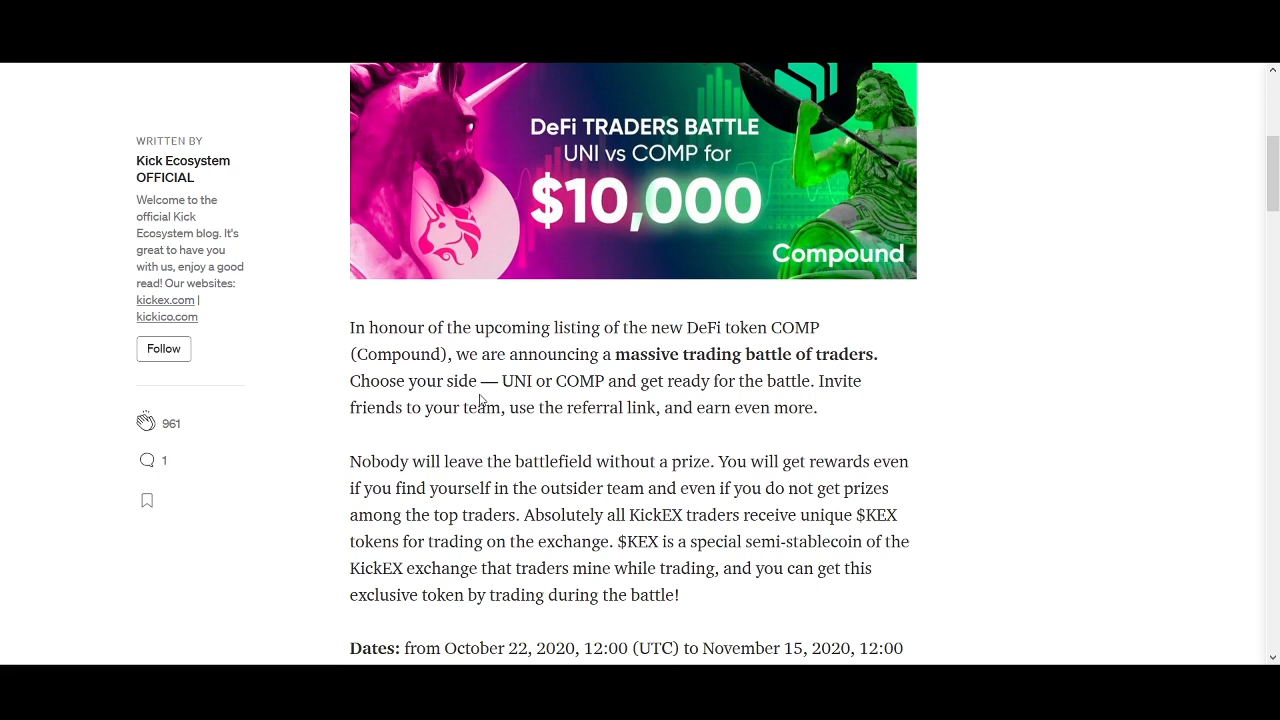 DeFi TRADERS BATTLE
UNI vs COMP for
$10,000
Compound
WRITTEN BY
Kick Ecosystem
OFFICIAL
Welcome to the
official Kick
Ecosystem blog. It's
great to have you
with us, enjoy a good
read! Our websites:
kickex.com |
kickico.com
Follow
961
1
In honour of the upcoming listing of the new DeFi token COMP
(Compound), we are announcing a massive trading battle of traders.
Choose your side — UNI or COMP and get ready for the battle. Invite
friends to your team, use the referral link, and earn even more.
Nobody will leave the battlefield without a prize. You will get rewards even
if you find yourself in the outsider team and even if you do not get prizes
among the top traders. Absolutely all KickEX traders receive unique $KEX
tokens for trading on the exchange. $KEX is a special semi-stablecoin of the
KickEX exchange that traders mine while trading, and you can get this
exclusive token by trading during the battle!
Dates: from October 22, 2020, 12:00 (UTC) to November 15, 2020, 12:00